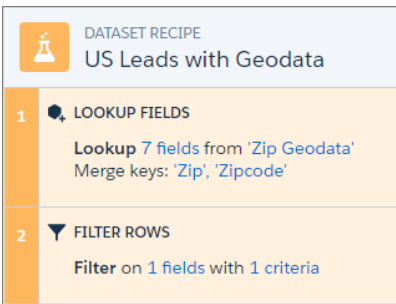 DATASET RECIPE
US Leads with Geodata
1
LOOKUP FIELDS
Lookup 7 fields from 'Zip Geodata'
Merge keys: 'Zip', 'Zipcode'
2
FILTER ROWS
Filter on 1 fields with 1 criteria